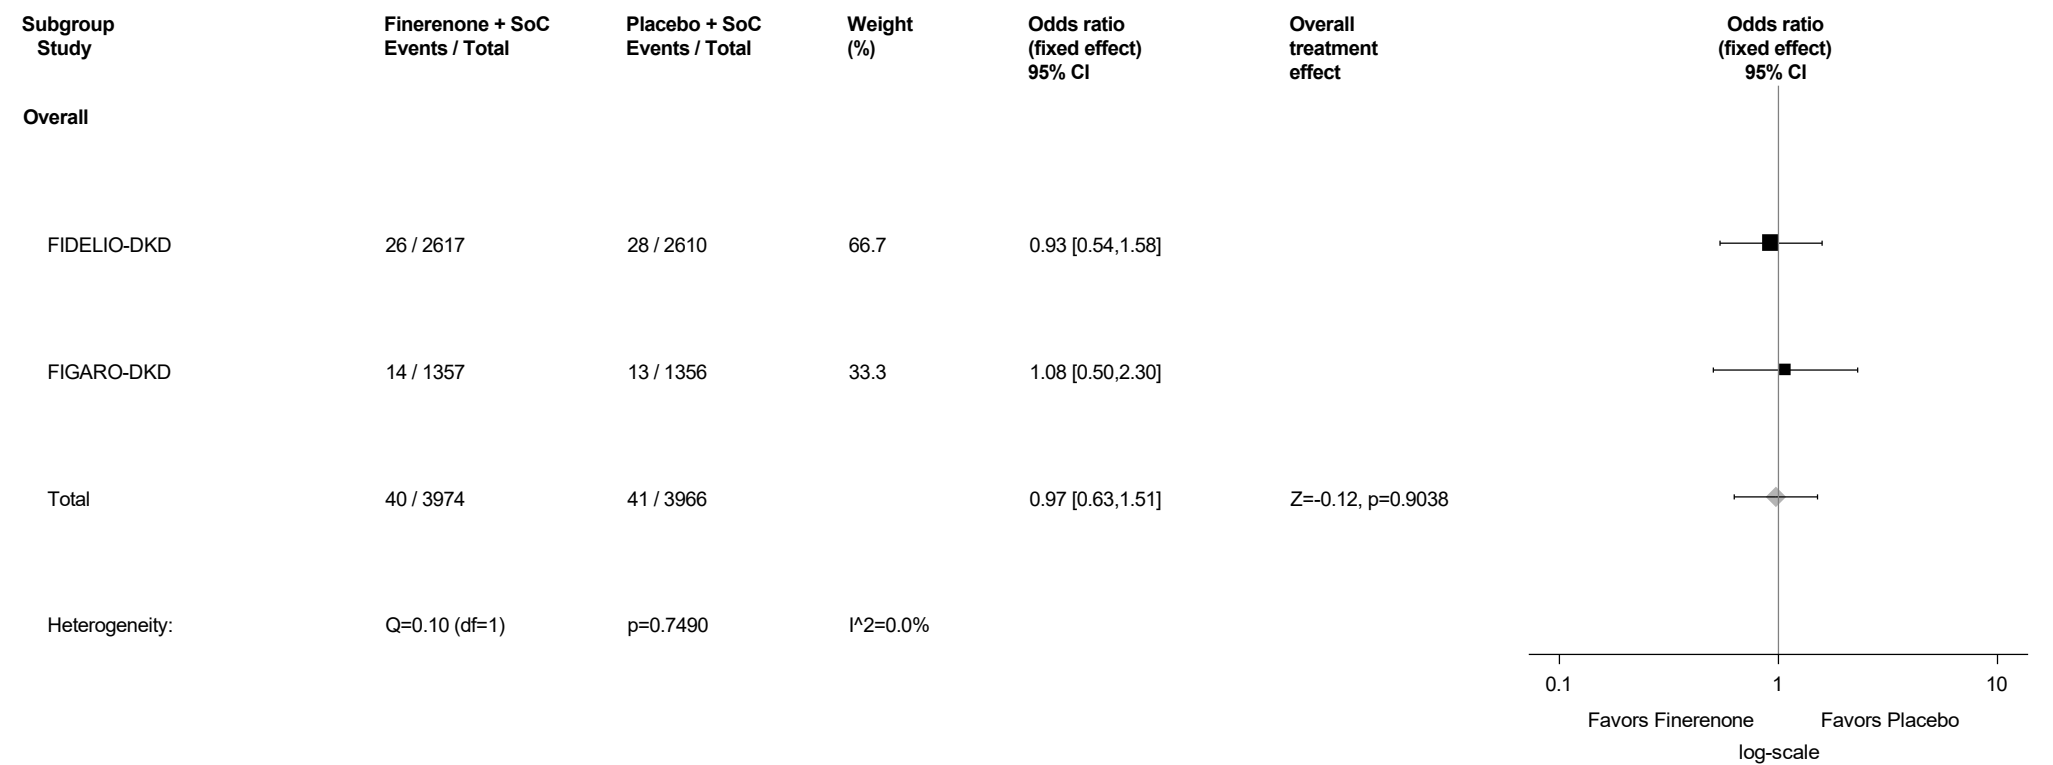 Subgroup Finerenone + SoC Placebo + SoC Weight Odds ratio Overall Odds ratio
Study Events / Total Events / Total (%) (fixed effect) treatment (fixed effect)
95% CI effect 95% CI
Overall
FIDELIO-DKD 26 / 2617 28 / 2610 66.7 0.93 [0.54,1.58]
FIGARO-DKD 14 / 1357 13 / 1356 33.3 1.08 [0.50,2.30]
Total 40 / 3974 41 / 3966 0.97 [0.63,1.51] Z=-0.12, p=0.9038
Heterogeneity: Q=0.10 (df=1) p=0.7490 I^2=0.0%
0.1 1 10
Favors Finerenone Favors Placebo
log-scale